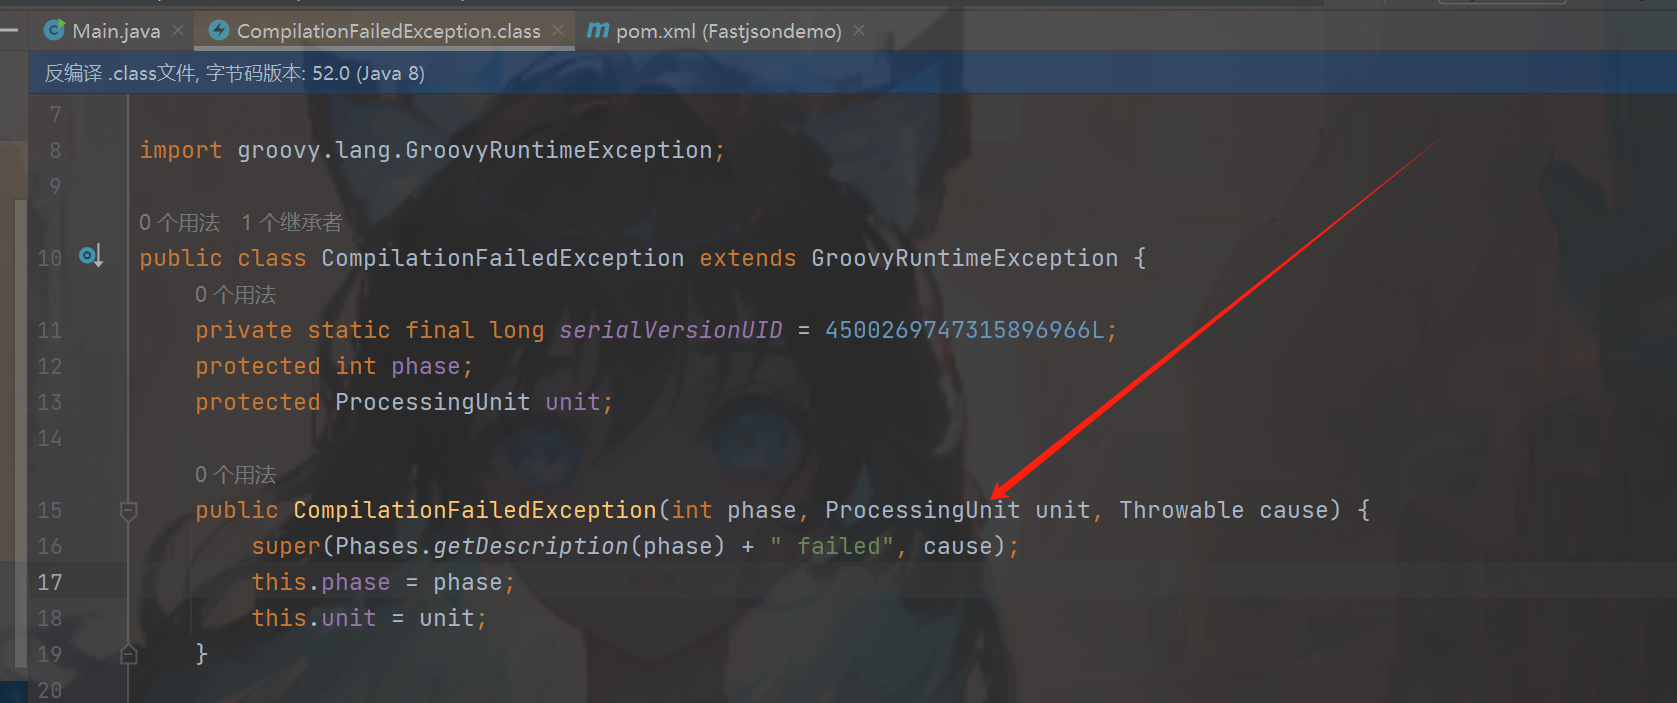 Main.java CompilationFailedException.class pom.xml (Fastjsondemo)
反编译 .class文件, 字节码版本: 52.0 (Java 8)
7
8 import groovy.lang.GroovyRuntimeException;
9
0 个用法 1 个继承者
10 public class CompilationFailedException extends GroovyRuntimeException {
0 个用法
11 private static final long serialVersionUID = 4500269747315896966L;
12 protected int phase;
13 protected ProcessingUnit unit;
14
0 个用法
15 public CompilationFailedException(int phase, ProcessingUnit unit, Throwable cause) {
16 super(Phases.getDescription(phase) + " failed", cause);
17 this.phase = phase;
18 this.unit = unit;
19 }
20